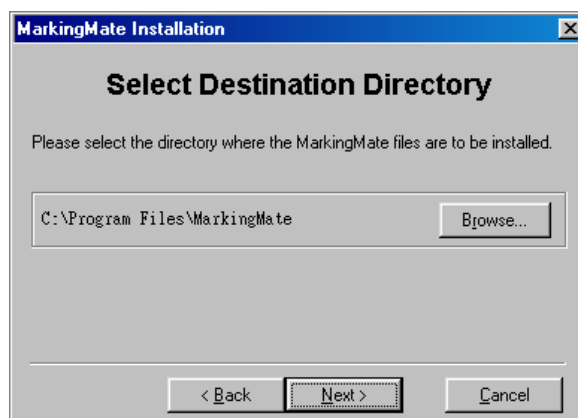 MarkingMate Installation
Select Destination Directory
Please select the directory where the MarkingMate files are to be installed.
C:\Program Files\MarkingMate
Browse...
< Back
Next >
Cancel